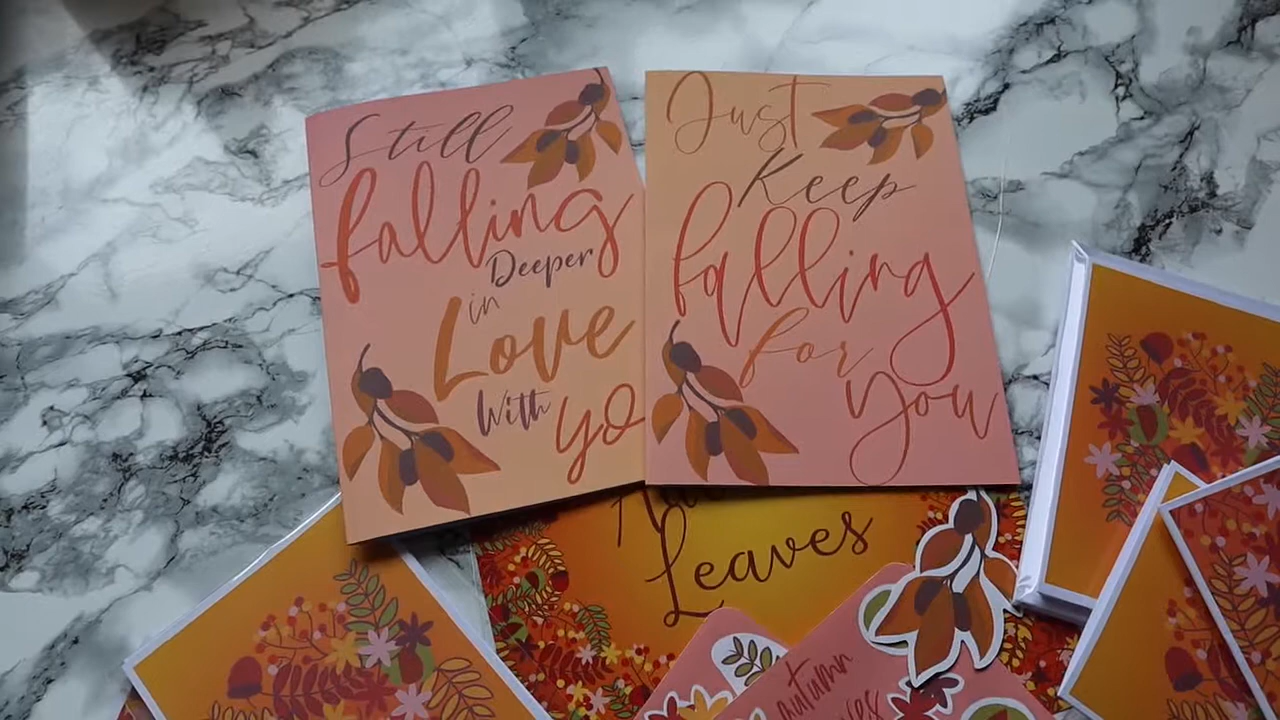 Still
falling
Deeper
in
Love
With yo
Just
Keep
falling
for
you
Leaves
autumn